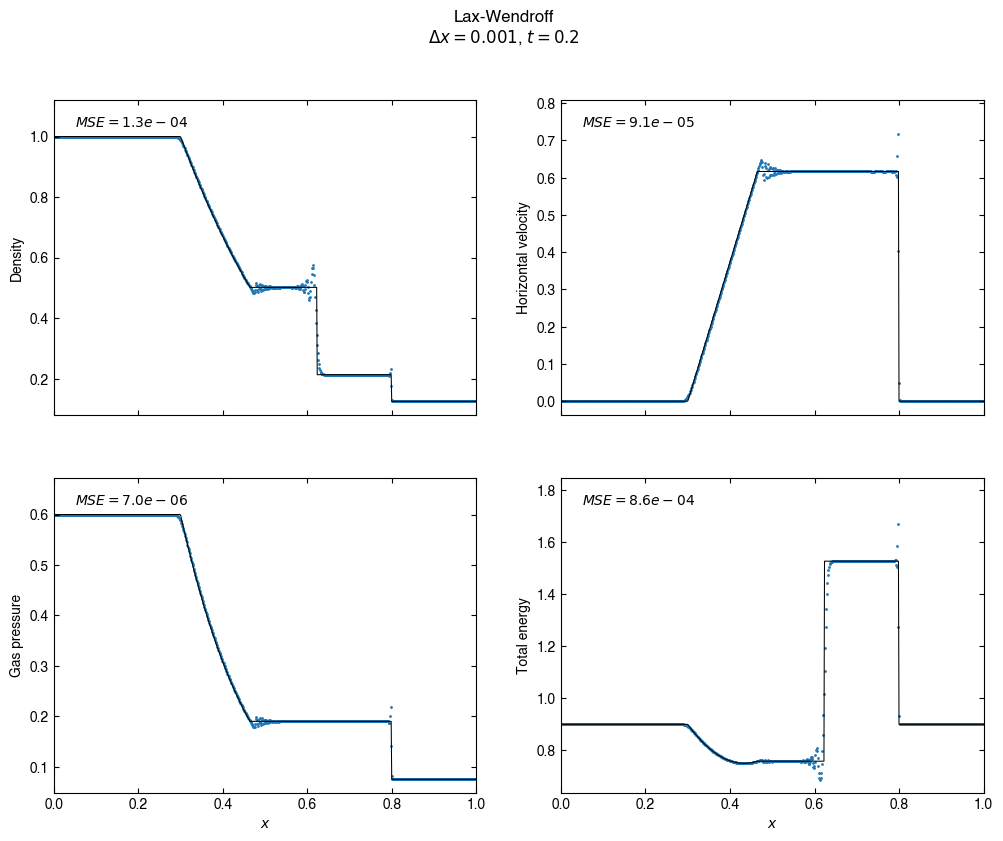 Lax-Wendroff
Δx = 0.001, t = 0.2
MSE = 1.3e − 04
1.0
0.8
0.6
0.4
0.2
Density
MSE = 9.1e − 05
0.8
0.7
0.6
0.5
0.4
0.3
0.2
0.1
0.0
Horizontal velocity
MSE = 7.0e − 06
0.6
0.5
0.4
0.3
0.2
0.1
Gas pressure
0.0 0.2 0.4 0.6 0.8 1.0
x
MSE = 8.6e − 04
1.8
1.6
1.4
1.2
1.0
0.8
Total energy
0.0 0.2 0.4 0.6 0.8 1.0
x